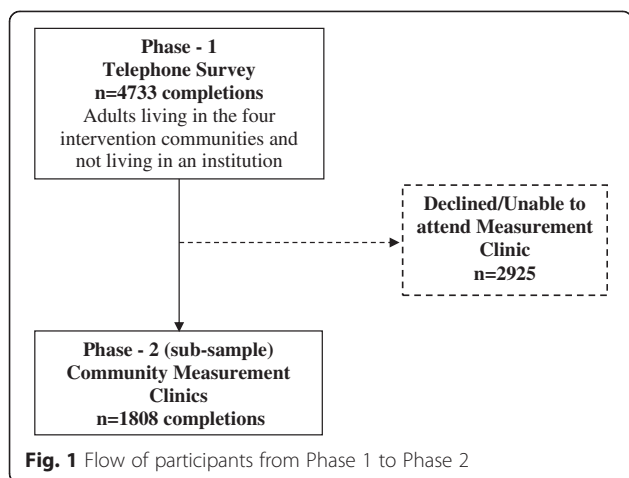 Phase - 1
Telephone Survey
n=4733 completions
Adults living in the four
intervention communities and
not living in an institution
Declined/Unable to
attend Measurement
Clinic
n=2925
Phase - 2 (sub-sample)
Community Measurement
Clinics
n=1808 completions
Fig. 1 Flow of participants from Phase 1 to Phase 2